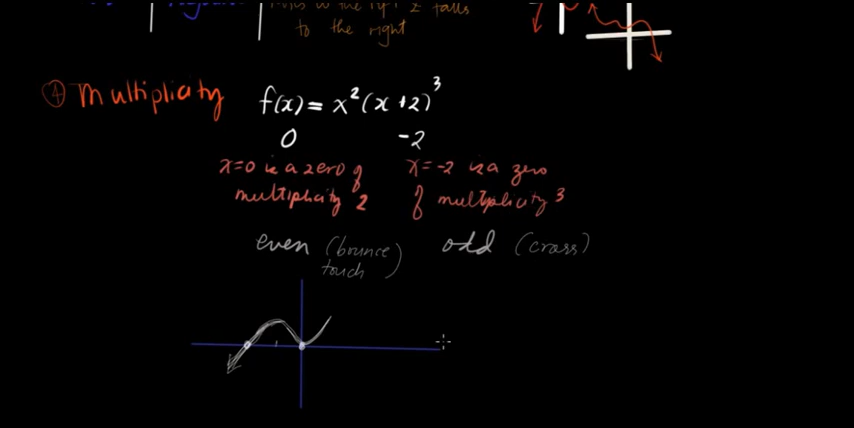 to the right
④ Multiplicity f(x) = x²(x+2)³
0 -2
x=0 is a zero of x=-2 is a zero
multiplicity 2 of multiplicity 3
even (bounce odd (cross)
touch)